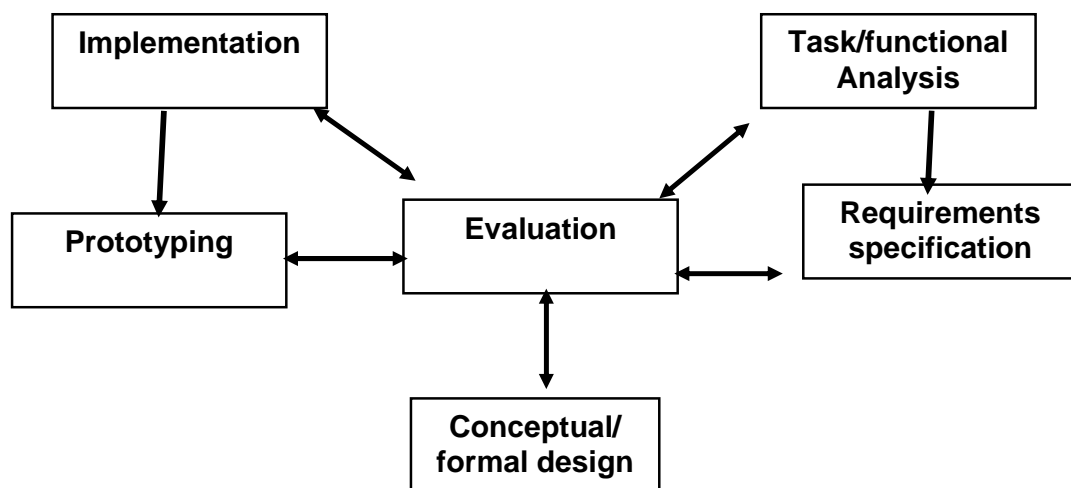 Implementation
Task/functional
Analysis
Prototyping
Evaluation
Requirements
specification
Conceptual/
formal design